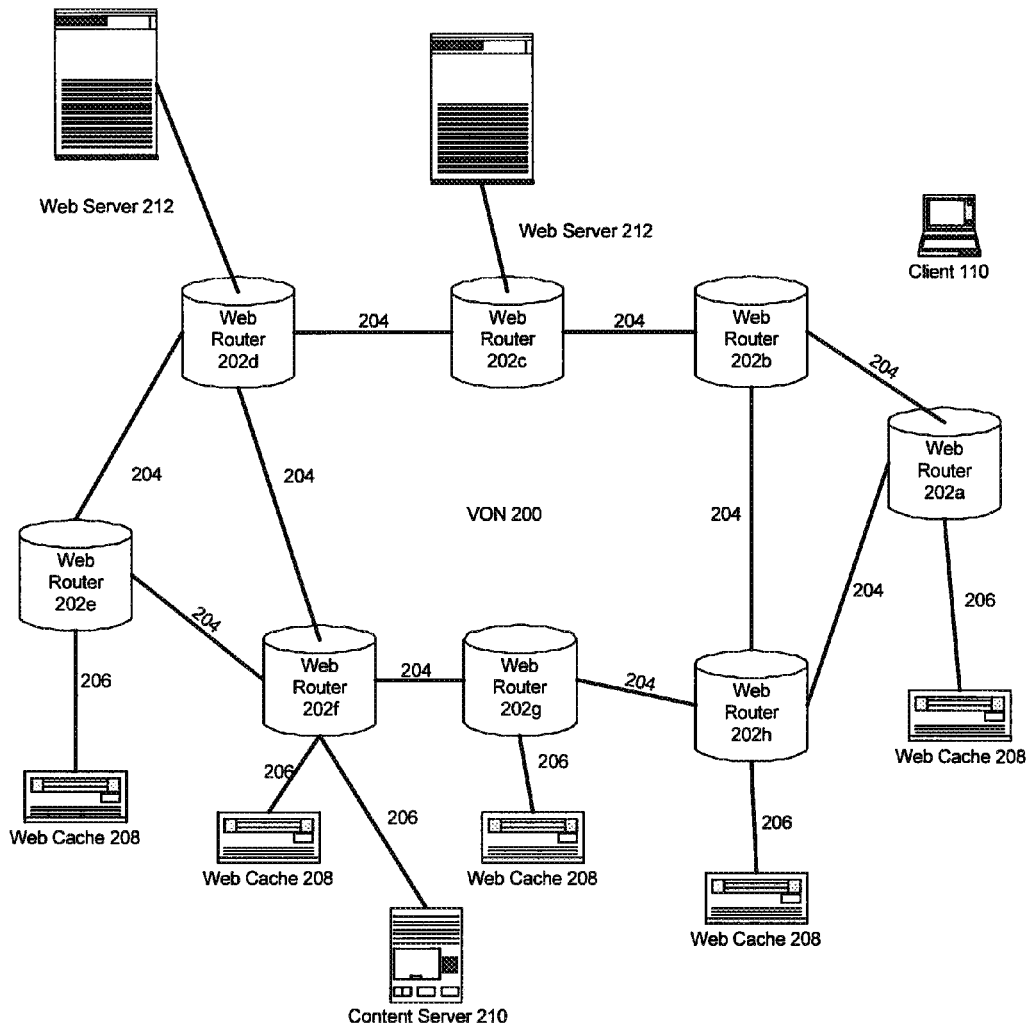 Web Server 212
Web Server 212
Client 110
Web
Router
202d
204
Web
Router
202c
204
Web
Router
202b
204
Web
Router
202a
204
204
VON 200
204
204
206
Web
Router
202e
204
206
Web
Router
202f
204
Web
Router
202g
204
Web
Router
202h
Web Cache 208
206
206
206
206
Web Cache 208
Web Cache 208
Web Cache 208
Web Cache 208
Content Server 210